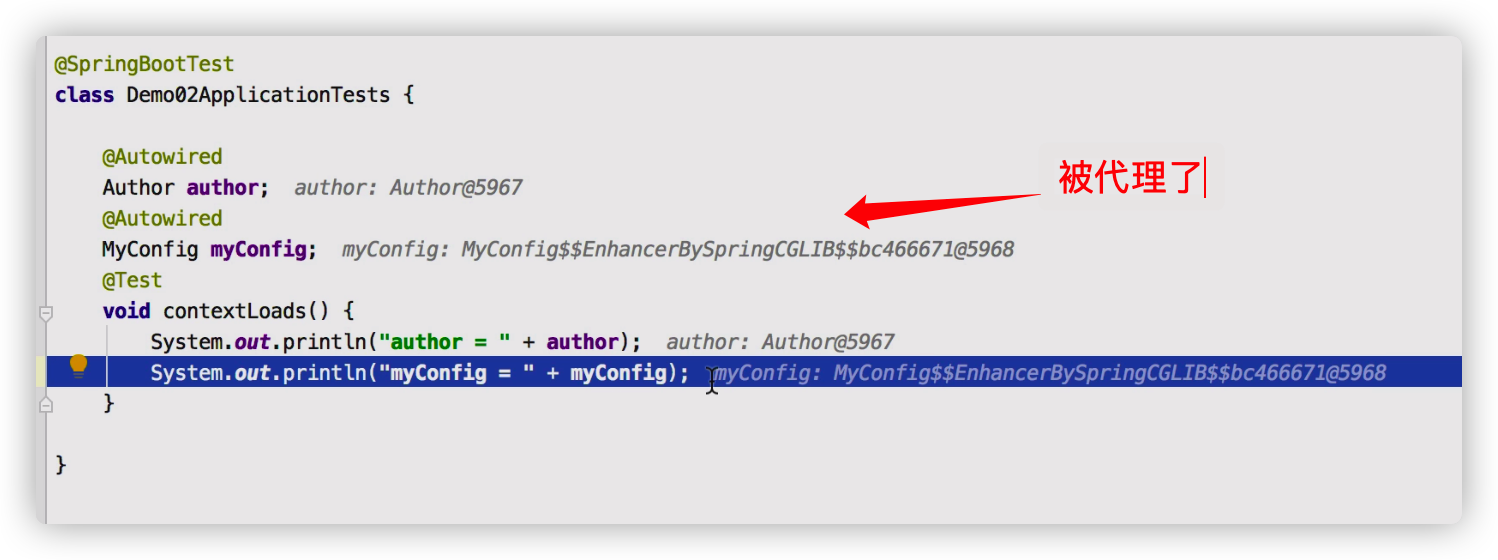 @SpringBootTest
class Demo02ApplicationTests {
@Autowired
Author author; author: Author@5967
被代理了
@Autowired
MyConfig myConfig; myConfig: MyConfig$$EnhancerBySpringCGLIB$$bc466671@5968
@Test
void contextLoads() {
System.out.println("author = " + author); author: Author@5967
System.out.println("myConfig = " + myConfig); myConfig: MyConfig$$EnhancerBySpringCGLIB$$bc466671@5968
}
}